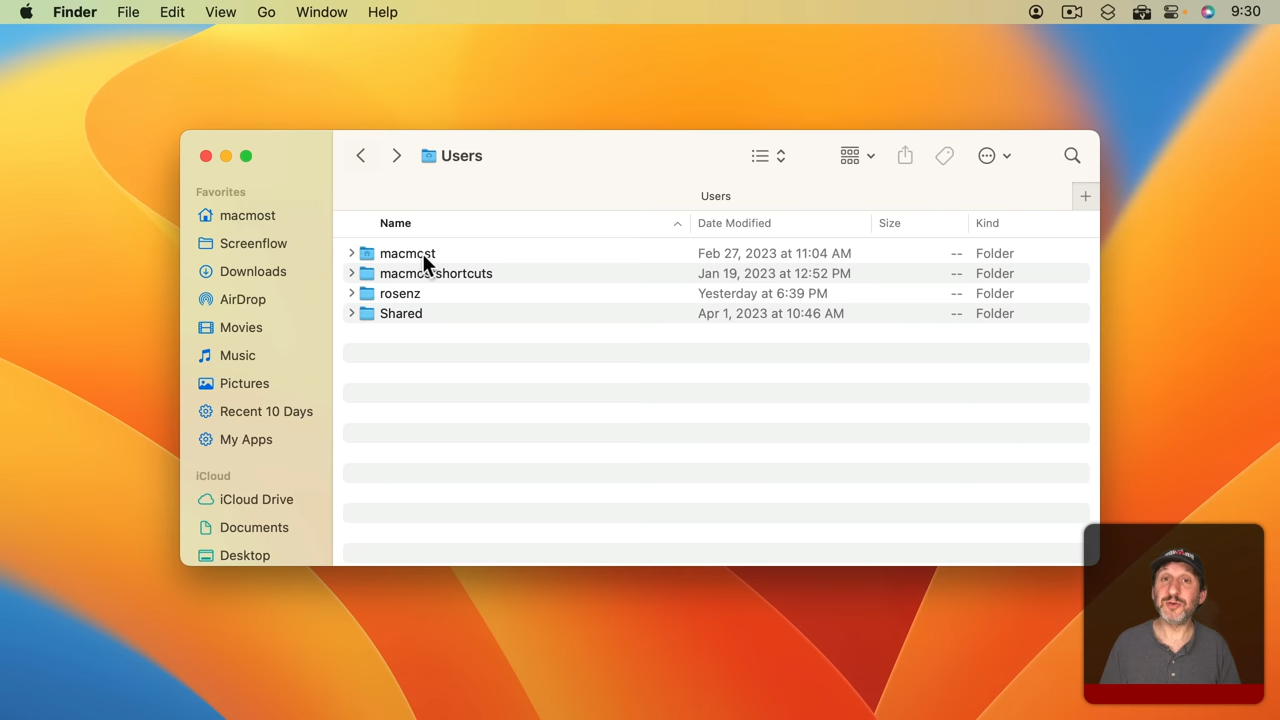 Finder File Edit View Go Window Help 9:30
Users
Favorites
macmost
Screenflow
Downloads
AirDrop
Movies
Music
Pictures
Recent 10 Days
My Apps
iCloud
iCloud Drive
Documents
Desktop
Users
Name Date Modified Size Kind
macmost Feb 27, 2023 at 11:04 AM -- Folder
macmostshortcuts Jan 19, 2023 at 12:52 PM -- Folder
rosenz Yesterday at 6:39 PM -- Folder
Shared Apr 1, 2023 at 10:46 AM -- Folder